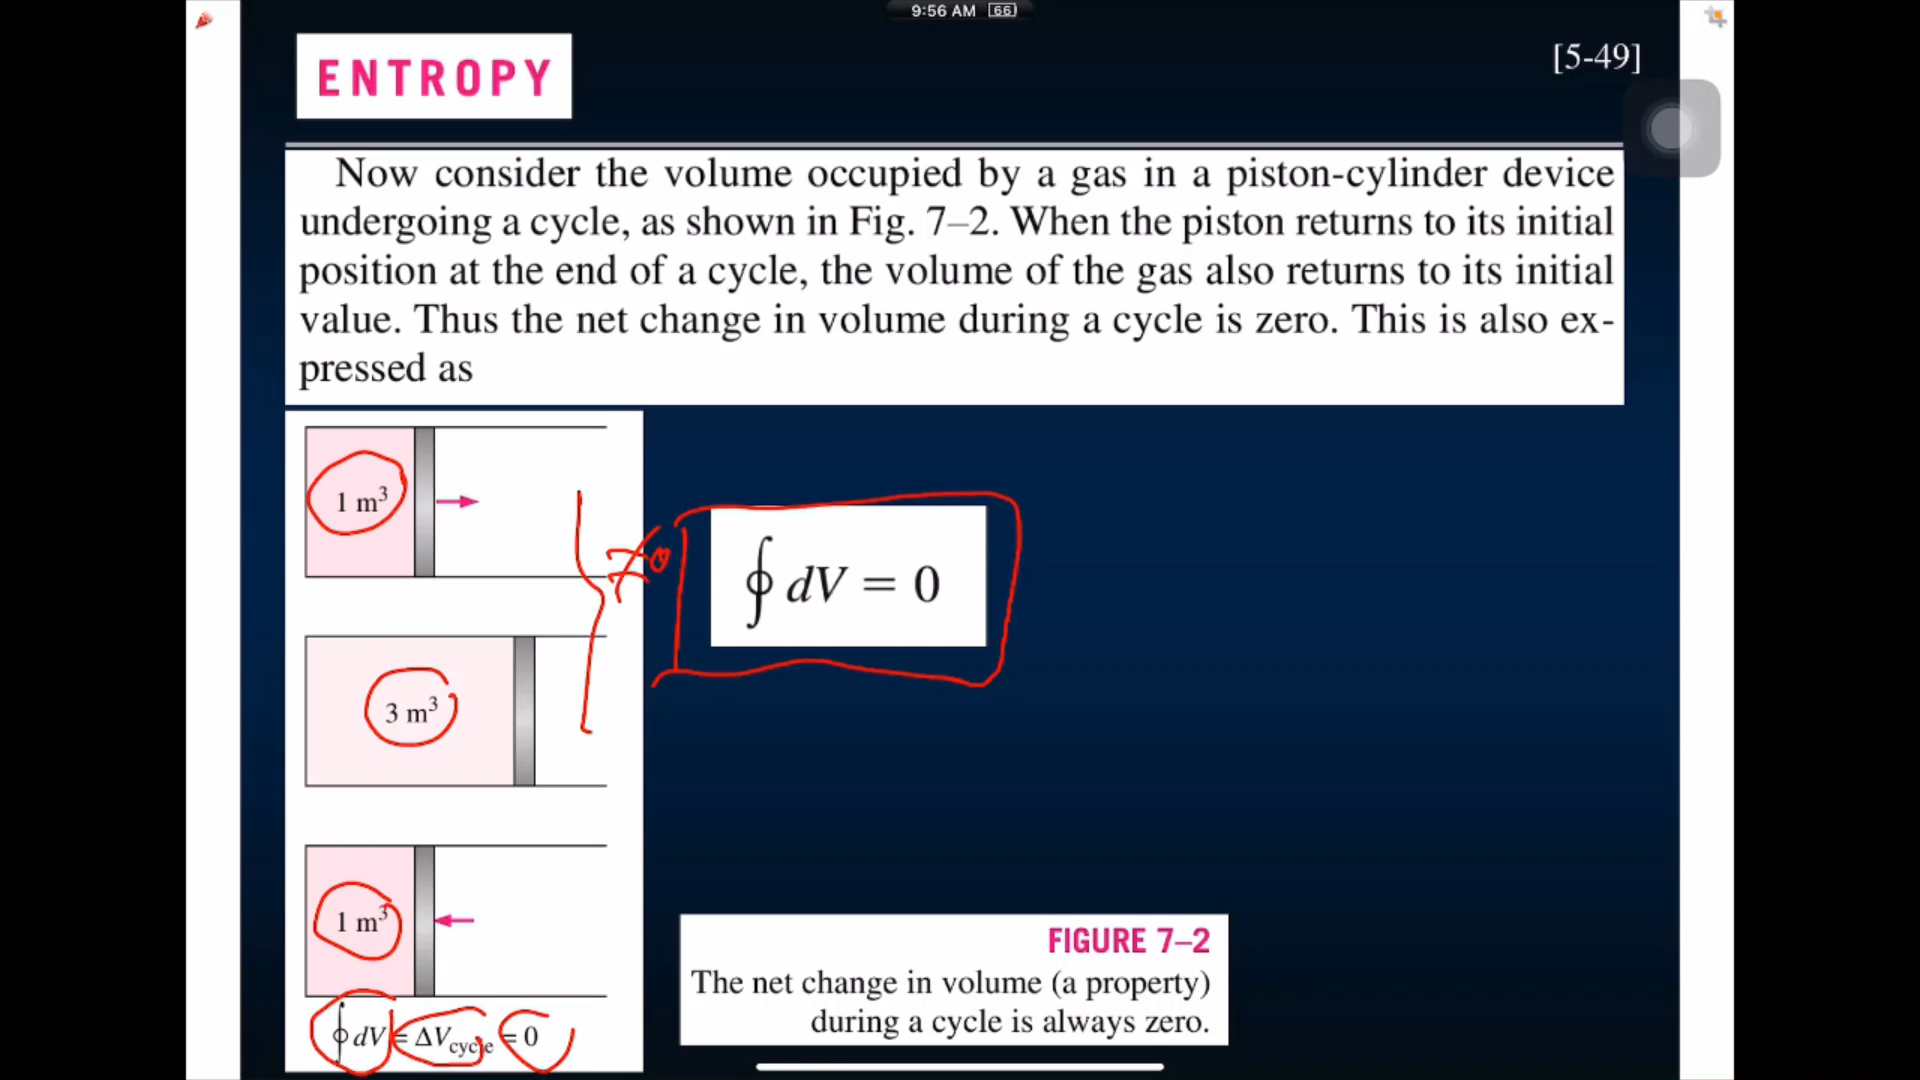 9:56 AM 66
ENTROPY
[5-49]
Now consider the volume occupied by a gas in a piston-cylinder device
undergoing a cycle, as shown in Fig. 7–2. When the piston returns to its initial
position at the end of a cycle, the volume of the gas also returns to its initial
value. Thus the net change in volume during a cycle is zero. This is also ex-
pressed as
1 m³
≠0
∮ dV = 0
3 m³
1 m³
∮ dV = ΔV_cycle = 0
FIGURE 7–2
The net change in volume (a property)
during a cycle is always zero.